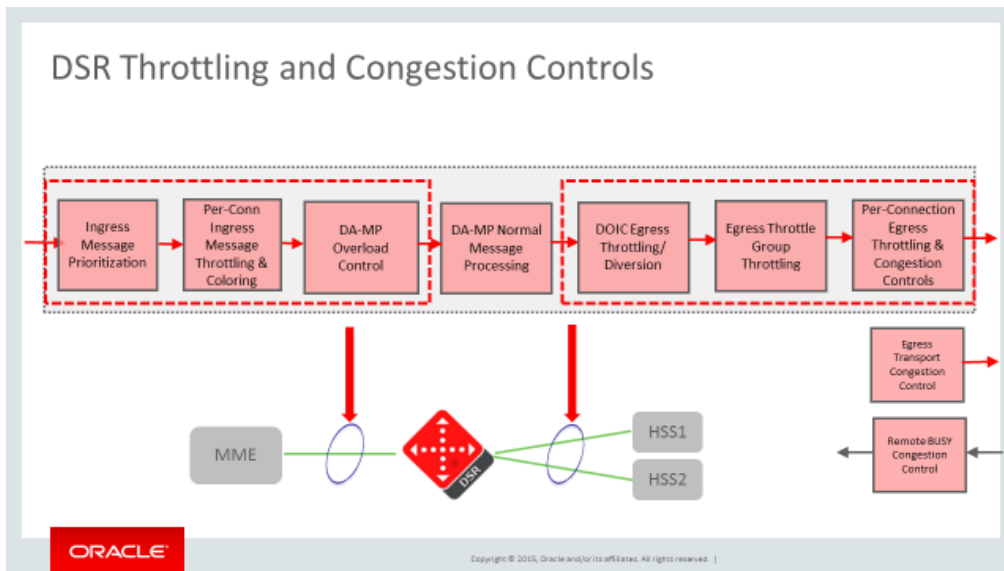 DSR Throttling and Congestion Controls
Ingress
Message
Prioritization
Per-Conn
Ingress
Message
Throttling &
Coloring
DA-MP
Overload
Control
DA-MP Normal
Message
Processing
DOIC Egress
Throttling/
Diversion
Egress Throttle
Group
Throttling
Per-Connection
Egress
Throttling &
Congestion
Controls
Egress
Transport
Congestion
Control
MME
DSR
HSS1
HSS2
Remote BUSY
Congestion
Control
ORACLE
Copyright © 2015, Oracle and/or its affiliates. All rights reserved. |